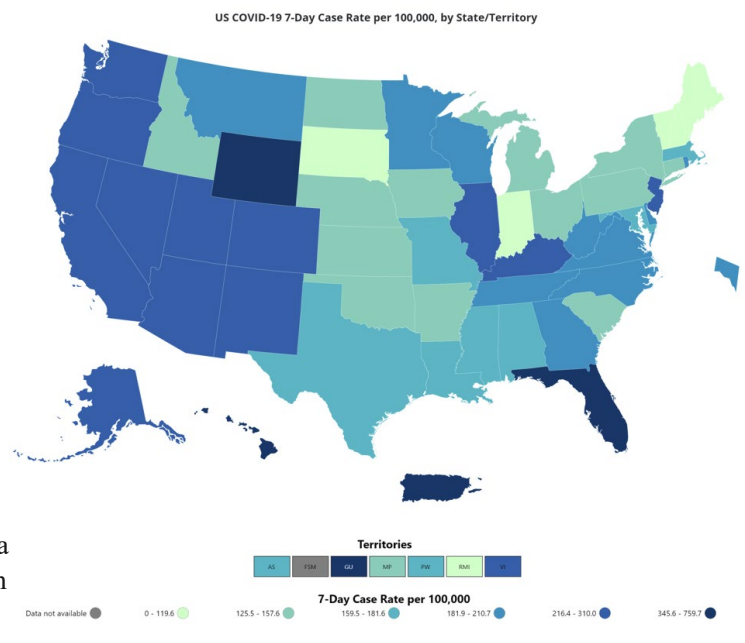 US COVID-19 7-Day Case Rate per 100,000, by State/Territory
a
n
Territories
AS FSM GU MP PW RMI VI
7-Day Case Rate per 100,000
Data not available 0 - 119.6 125.5 - 157.6 159.5 - 181.6 181.9 - 210.7 216.4 - 310.0 345.6 - 759.7